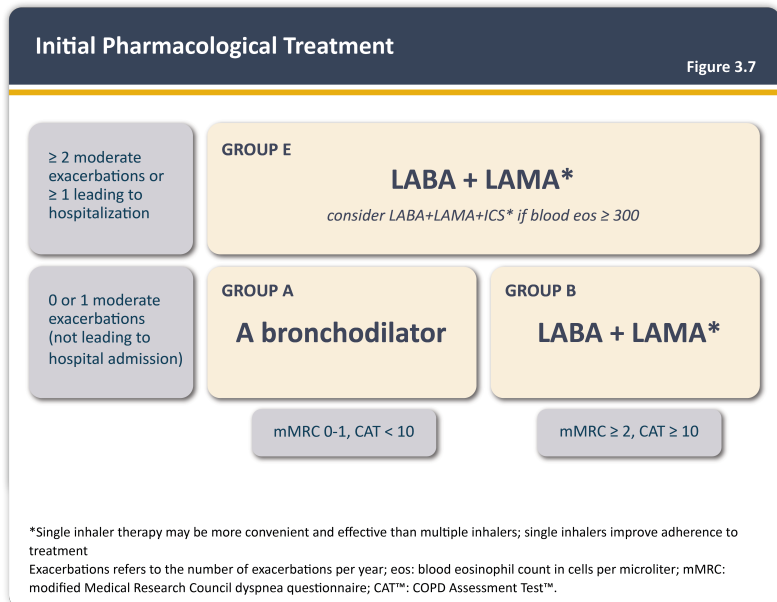 Initial Pharmacological Treatment
Figure 3.7
≥ 2 moderate
exacerbations or
≥ 1 leading to
hospitalization
GROUP E
LABA + LAMA*
consider LABA+LAMA+ICS* if blood eos ≥ 300
0 or 1 moderate
exacerbations
(not leading to
hospital admission)
GROUP A
A bronchodilator
GROUP B
LABA + LAMA*
mMRC 0-1, CAT < 10
mMRC ≥ 2, CAT ≥ 10
*Single inhaler therapy may be more convenient and effective than multiple inhalers; single inhalers improve adherence to
treatment
Exacerbations refers to the number of exacerbations per year; eos: blood eosinophil count in cells per microliter; mMRC:
modified Medical Research Council dyspnea questionnaire; CAT™: COPD Assessment Test™.